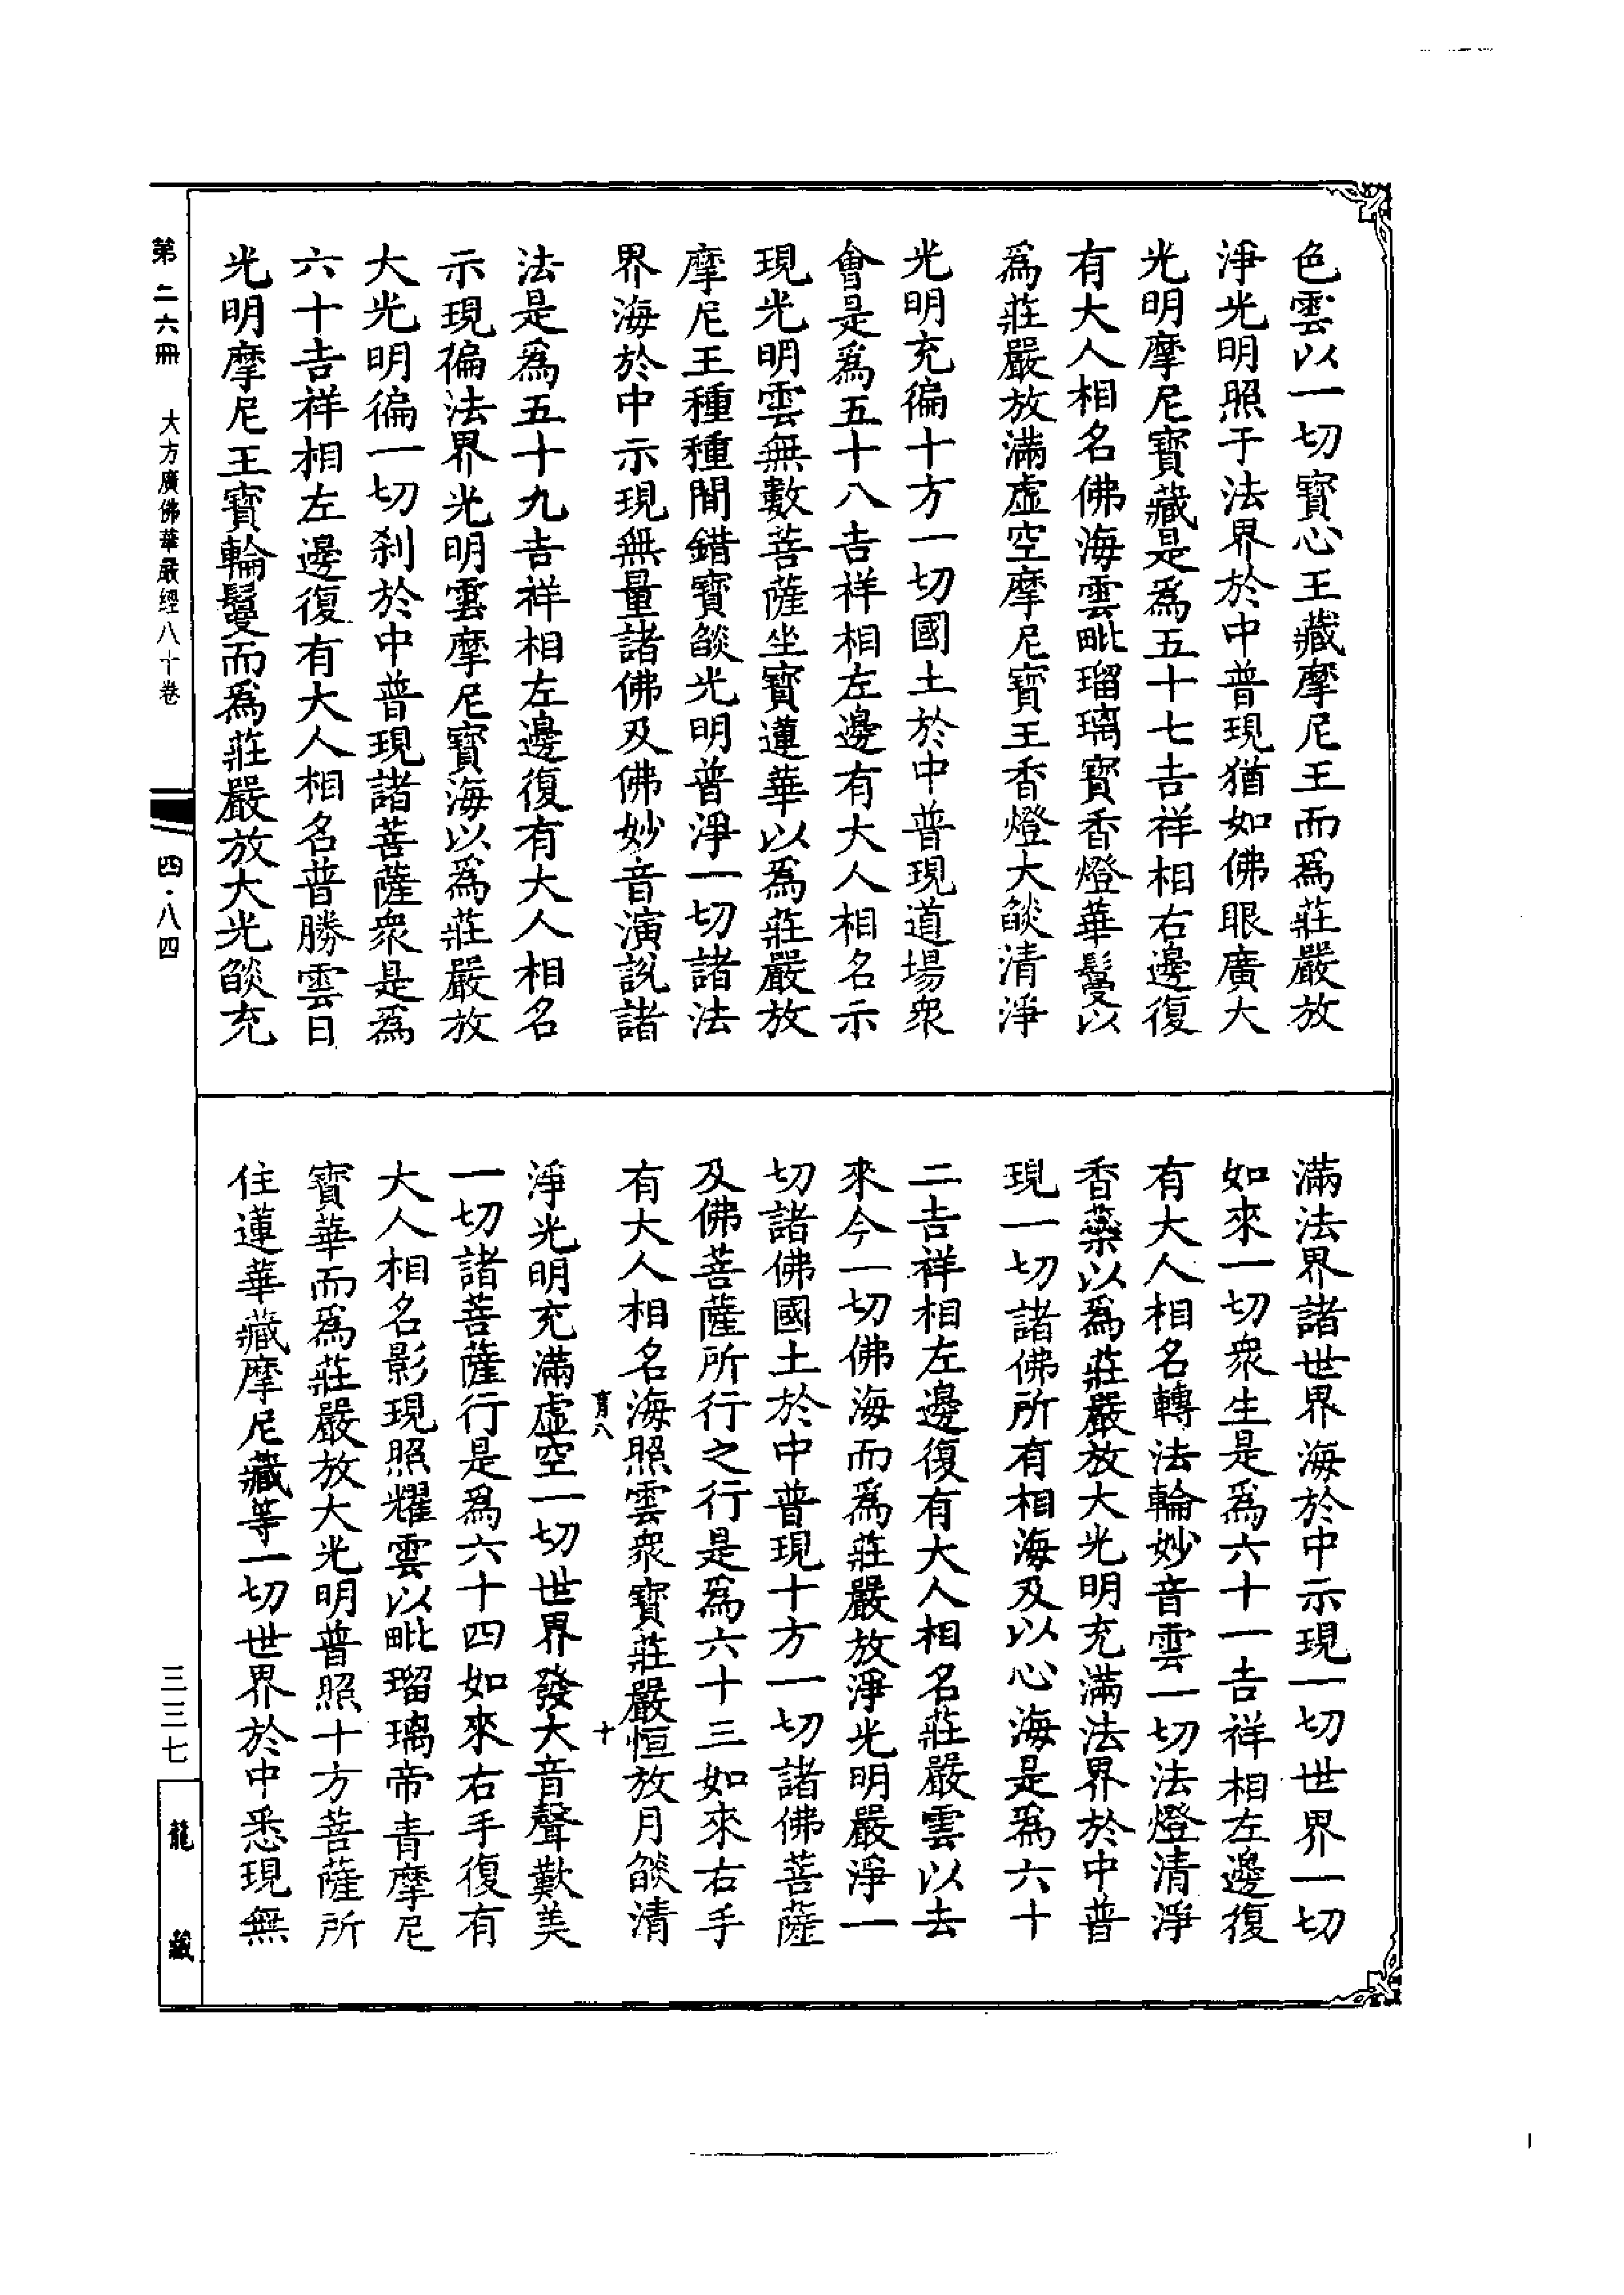 色雲以一切寶心王藏摩尼王而爲莊嚴放
淨光明照于法界於中普現猶如佛眼廣大
光明摩尼寶藏是爲五十七吉祥相右邊復
有大人相名佛海雲毗瑠璃寶香燈華鬘以
爲莊嚴放滿虛空摩尼寶王香燈大燄清淨
光明充徧十方一切國土於中普現道場衆
會是爲五十八吉祥相左邊有大人相名示
現光明雲無數菩薩坐寶蓮華以爲莊嚴放
摩尼王種種間錯寶燄光明普淨一切諸法
界海於中示現無量諸佛及佛妙音演說諸
法是爲五十九吉祥相左邊復有大人相名
示現徧法界光明雲摩尼寶海以爲莊嚴放
大光明徧一切刹於中普現諸菩薩衆是爲
六十吉祥相左邊復有大人相名普勝雲日
光明摩尼王寶輪鬘而爲莊嚴放大光燄充
滿法界諸世界海於中示現一切世界一切
如來一切衆生是爲六十一吉祥相左邊復
有大人相名轉法輪妙音雲一切法燈清淨
香蘂以爲莊嚴放大光明充滿法界於中普
現一切諸佛所有相海及以心海是爲六十
二吉祥相左邊復有大人相名莊嚴雲以去
來今一切佛海而爲莊嚴放淨光明嚴淨一
切諸佛國土於中普現十方一切諸佛菩薩
及佛菩薩所行之行是爲六十三如來右手
有大人相名海照雲衆寶莊嚴恒放月燄清
育八 十
淨光明充滿虛空一切世界發大音聲歎美
一切諸菩薩行是爲六十四如來右手復有
大人相名影現照耀雲以毗瑠璃帝青摩尼
寶華而爲莊嚴放大光明普照十方菩薩所
住蓮華藏摩尼藏等一切世界於中悉現無
第二六冊 大方廣佛華嚴經八十卷 四·八四
三三七
龍藏